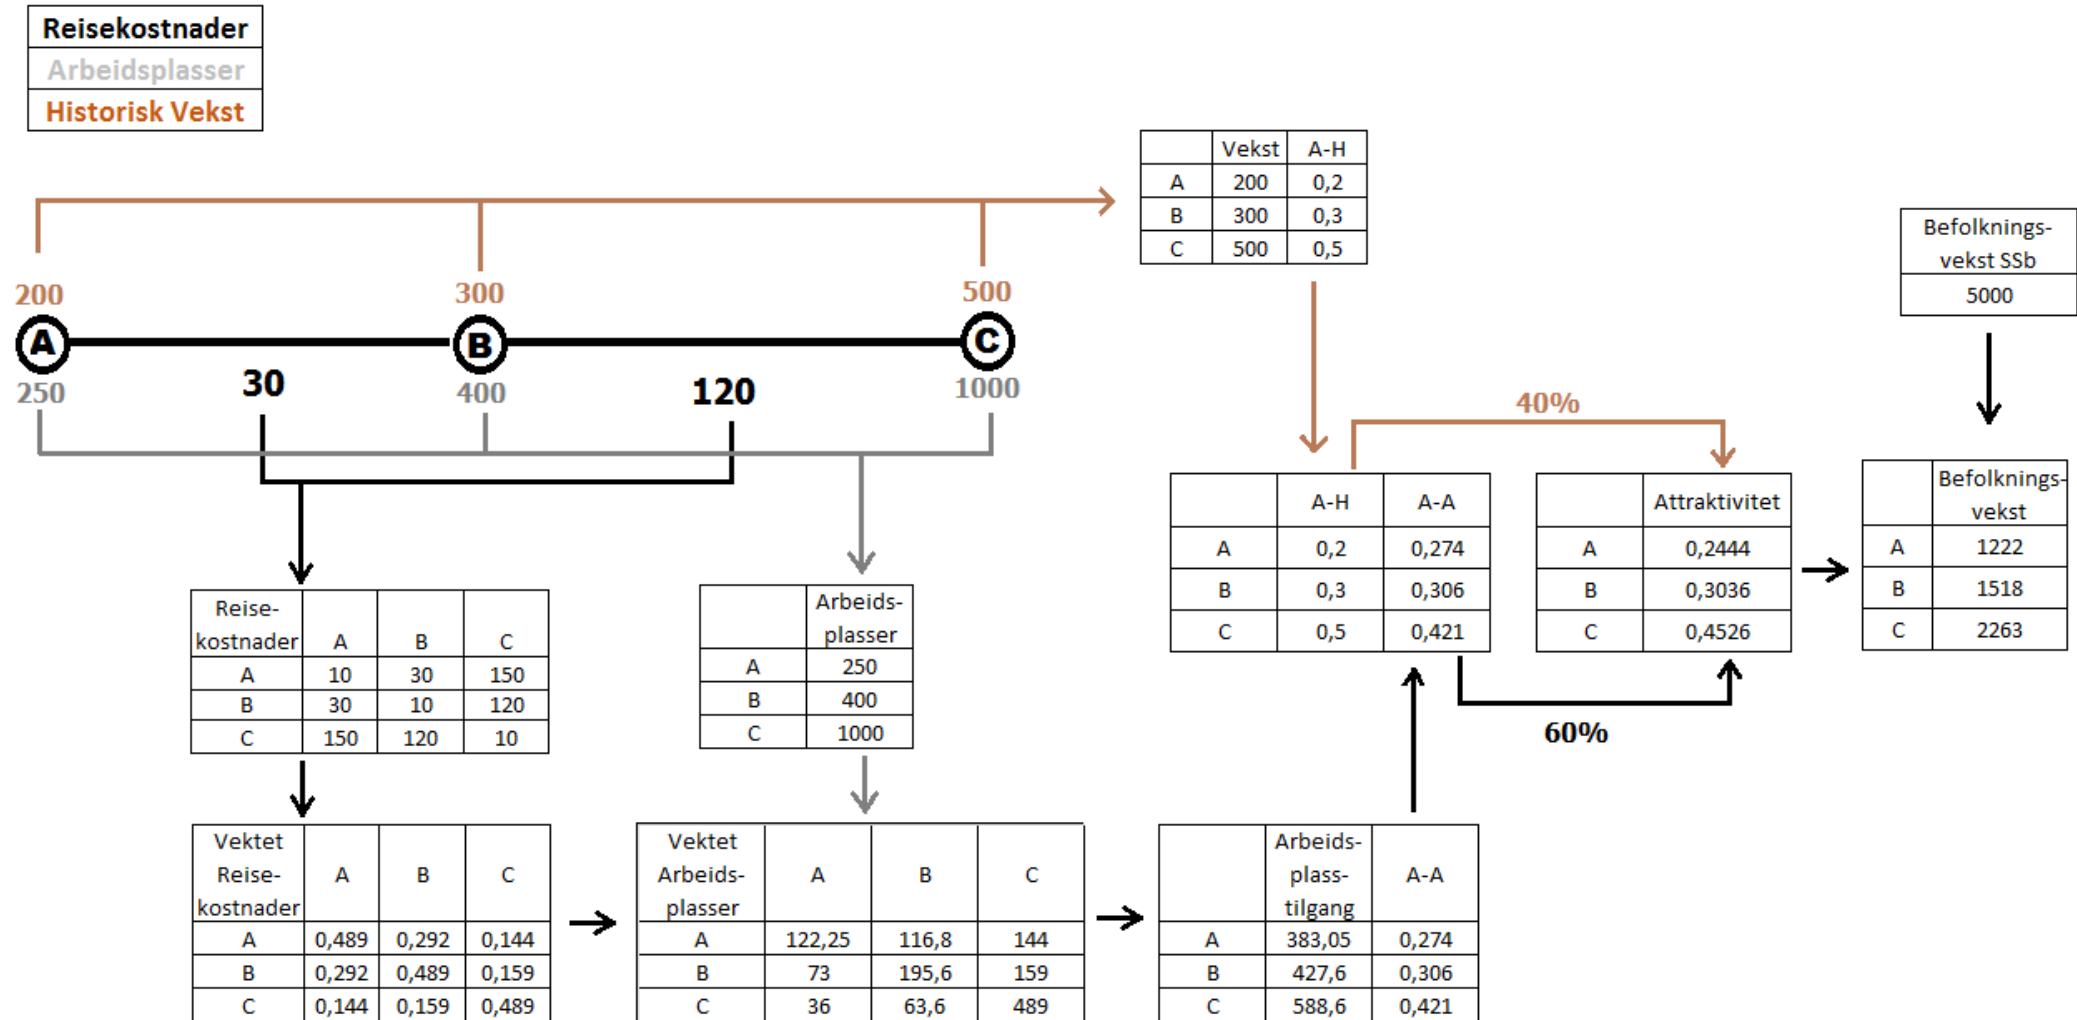 Reisekostnader
Arbeidsplasser
Historisk Vekst
Vekst A-H
A 200 0,2
B 300 0,3
C 500 0,5
Befolknings-
vekst SSb
5000
200 300 500
A B C
250 30 400 120 1000
40%
A-H A-A
A 0,2 0,274
B 0,3 0,306
C 0,5 0,421
Attraktivitet
A 0,2444
B 0,3036
C 0,4526
Befolknings-
vekst
A 1222
B 1518
C 2263
60%
Reise-
kostnader A B C
A 10 30 150
B 30 10 120
C 150 120 10
Arbeids-
plasser
A 250
B 400
C 1000
Vektet
Reise-
kostnader A B C
A 0,489 0,292 0,144
B 0,292 0,489 0,159
C 0,144 0,159 0,489
Vektet
Arbeids-
plasser A B C
A 122,25 116,8 144
B 73 195,6 159
C 36 63,6 489
Arbeids-
plass-
tilgang A-A
A 383,05 0,274
B 427,6 0,306
C 588,6 0,421